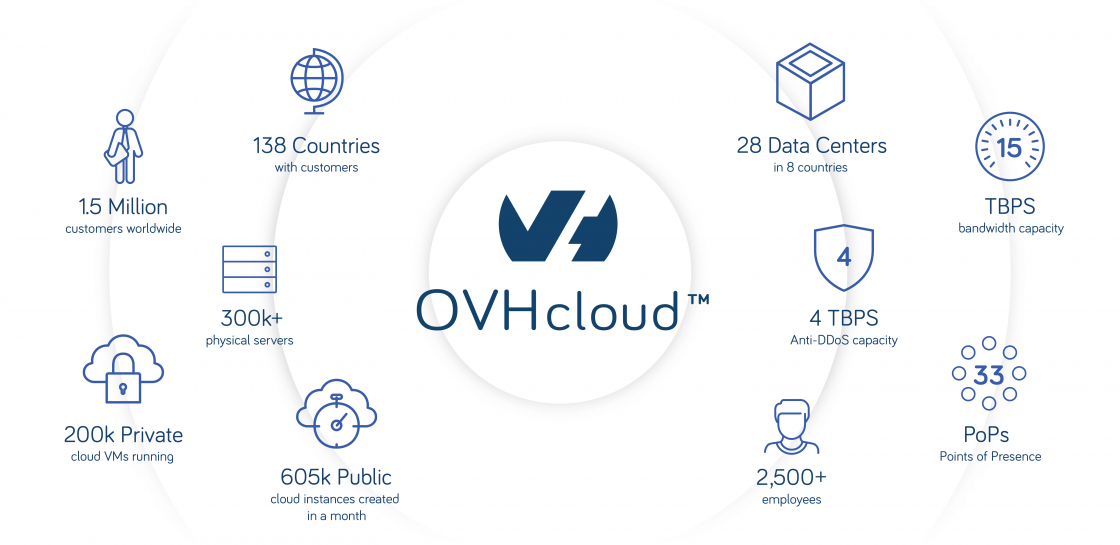 138 Countries
with customers
1.5 Million
customers worldwide
300k+
physical servers
200k Private
cloud VMs running
605k Public
cloud instances created
in a month
OVHcloud™
28 Data Centers
in 8 countries
15
TBPS
bandwidth capacity
4
4 TBPS
Anti-DDoS capacity
33
PoPs
Points of Presence
2,500+
employees